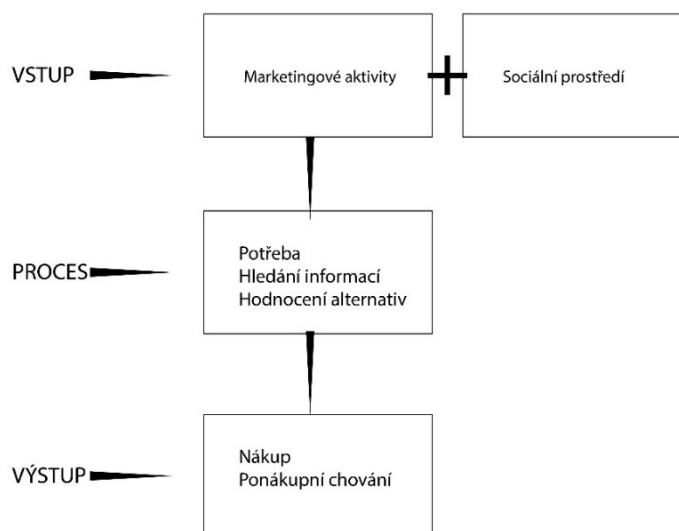 VSTUP
Marketingové aktivity
+
Sociální prostředí
PROCES
Potřeba
Hledání informací
Hodnocení alternativ
VÝSTUP
Nákup
Ponákupní chování